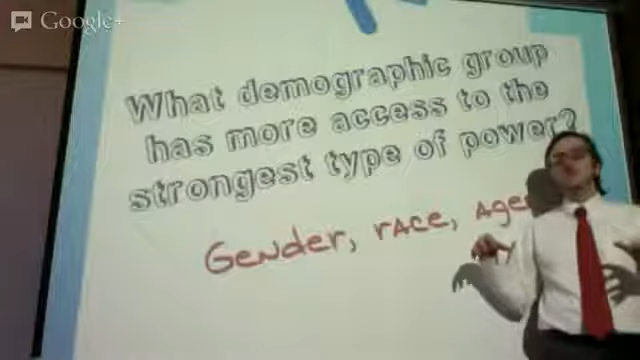 Google+
What demographic group
has more access to the
strongest type of power?
Gender, rACe, Age